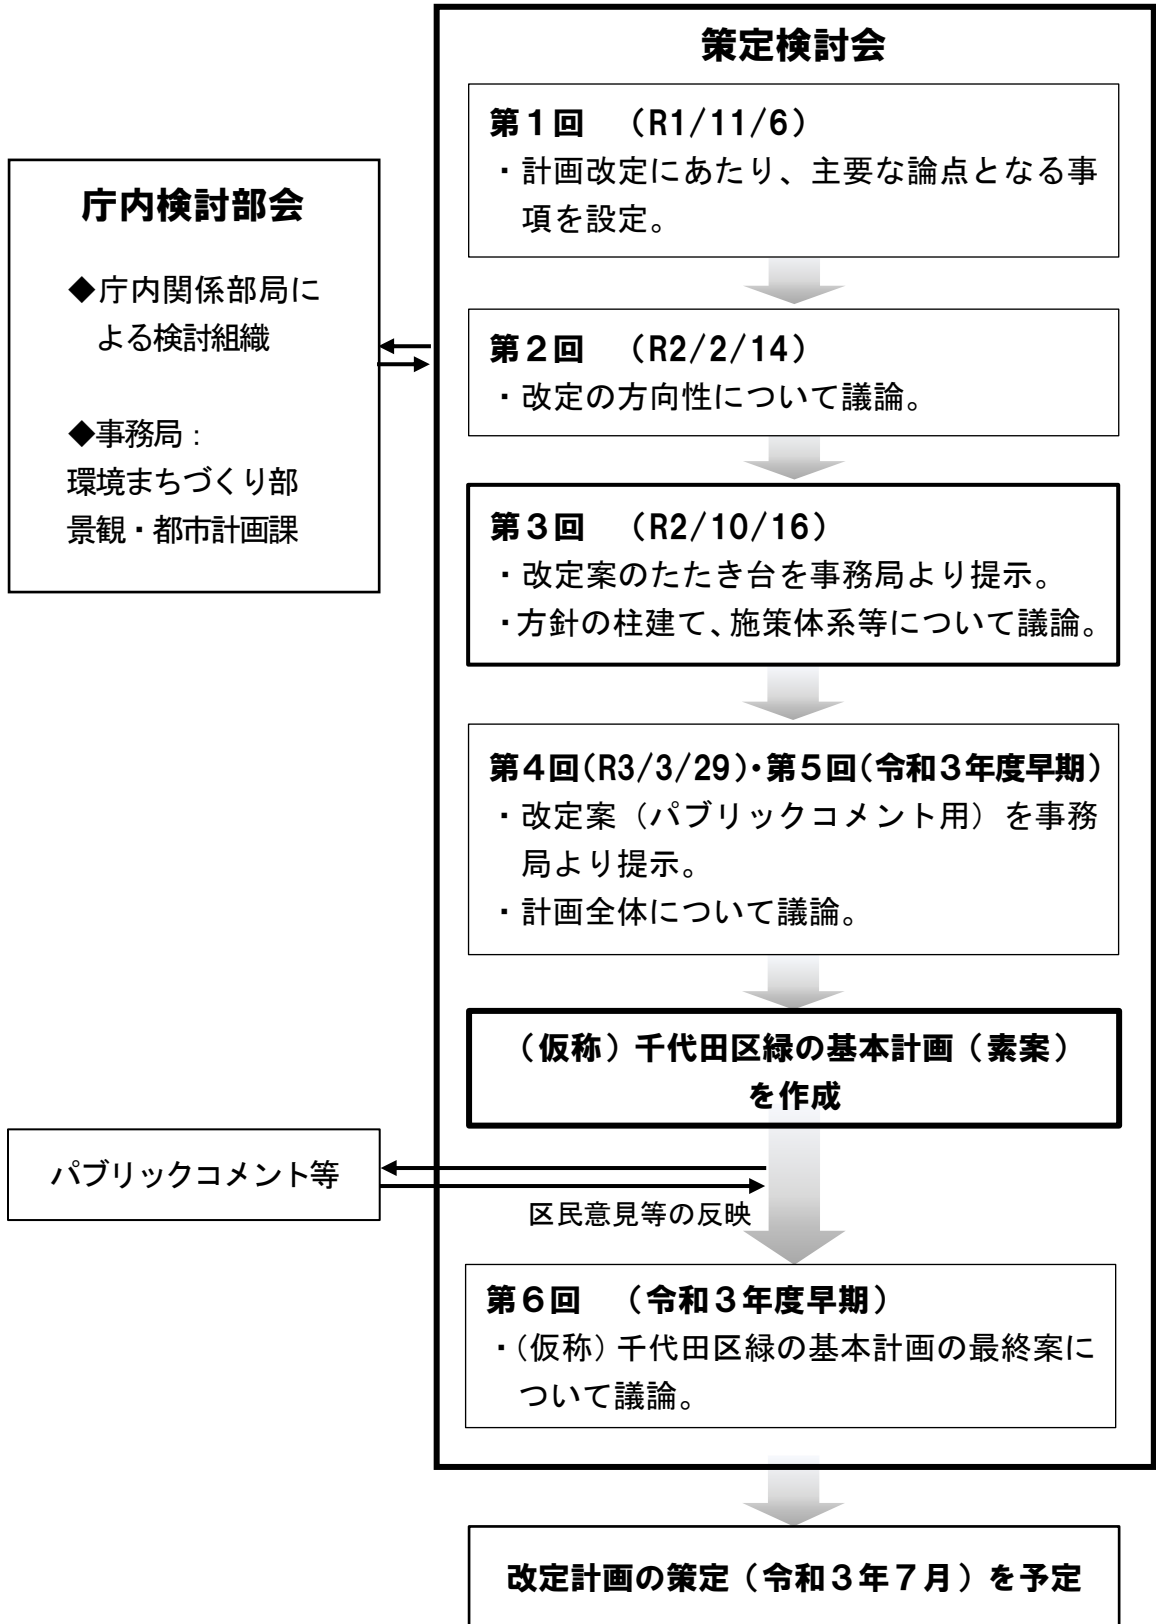 策定検討会
第1回 （R1/11/6）
・計画改定にあたり、主要な論点となる事
項を設定。
庁内検討部会
◆庁内関係部局に
よる検討組織
◆事務局：
環境まちづくり部
景観・都市計画課
第2回 （R2/2/14）
・改定の方向性について議論。
第3回 （R2/10/16）
・改定案のたたき台を事務局より提示。
・方針の柱建て、施策体系等について議論。
第4回（R3/3/29）・第5回（令和3年度早期）
・改定案（パブリックコメント用）を事務
局より提示。
・計画全体について議論。
（仮称）千代田区緑の基本計画（素案）
を作成
パブリックコメント等
区民意見等の反映
第6回 （令和3年度早期）
・（仮称）千代田区緑の基本計画の最終案に
ついて議論。
改定計画の策定（令和3年7月）を予定